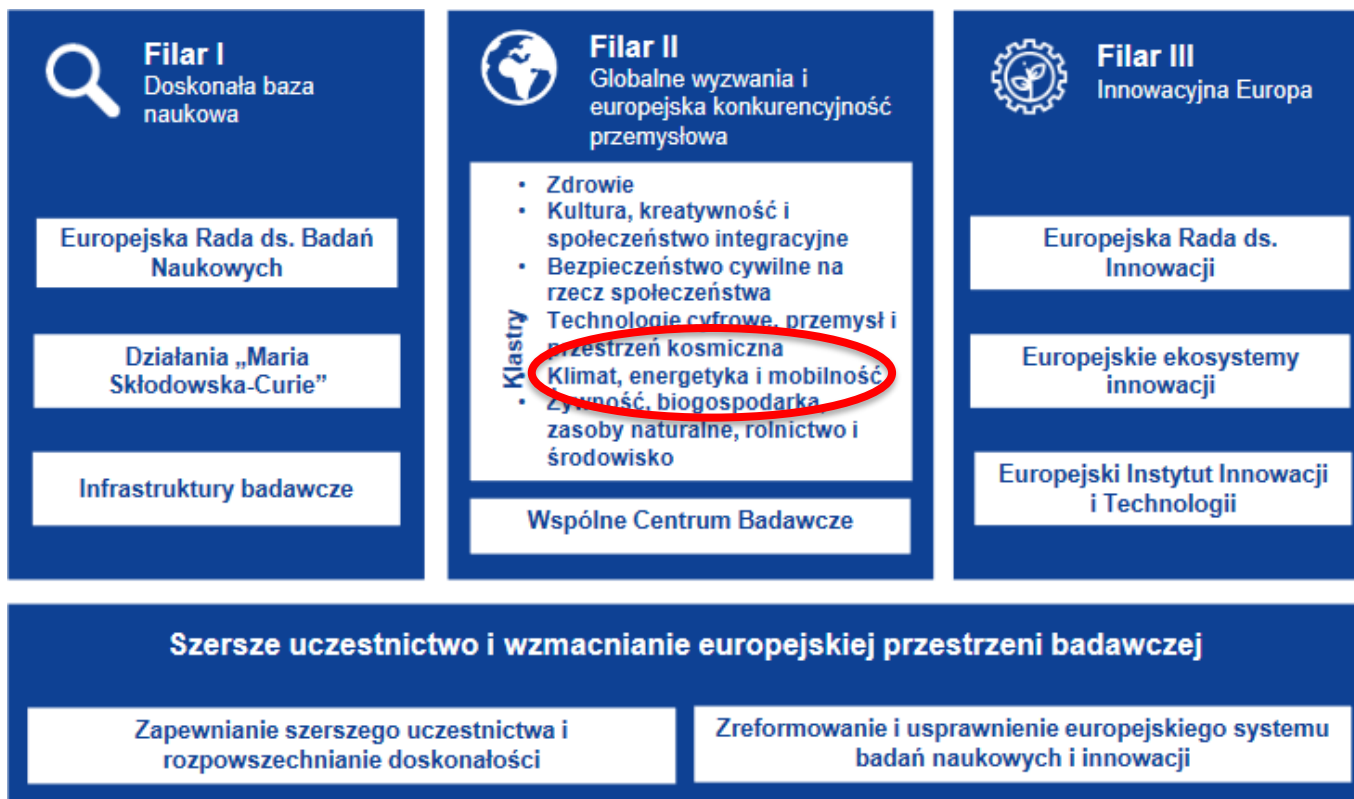 Filar I
Doskonała baza
naukowa
Europejska Rada ds. Badań
Naukowych
Działania „Maria
Skłodowska-Curie”
Infrastruktury badawcze
Filar II
Globalne wyzwania i
europejska konkurencyjność
przemysłowa
Klastry
• Zdrowie
• Kultura, kreatywność i
społeczeństwo integracyjne
• Bezpieczeństwo cywilne na
rzecz społeczeństwa
• Technologie cyfrowe, przemysł i
przestrzeń kosmiczna
Klimat, energetyka i mobilność
• Żywność, biogospodarka,
zasoby naturalne, rolnictwo i
środowisko
Wspólne Centrum Badawcze
Filar III
Innowacyjna Europa
Europejska Rada ds.
Innowacji
Europejskie ekosystemy
innowacji
Europejski Instytut Innowacji
i Technologii
Szersze uczestnictwo i wzmacnianie europejskiej przestrzeni badawczej
Zapewnianie szerszego uczestnictwa i
rozpowszechnianie doskonałości
Zreformowanie i usprawnienie europejskiego systemu
badań naukowych i innowacji